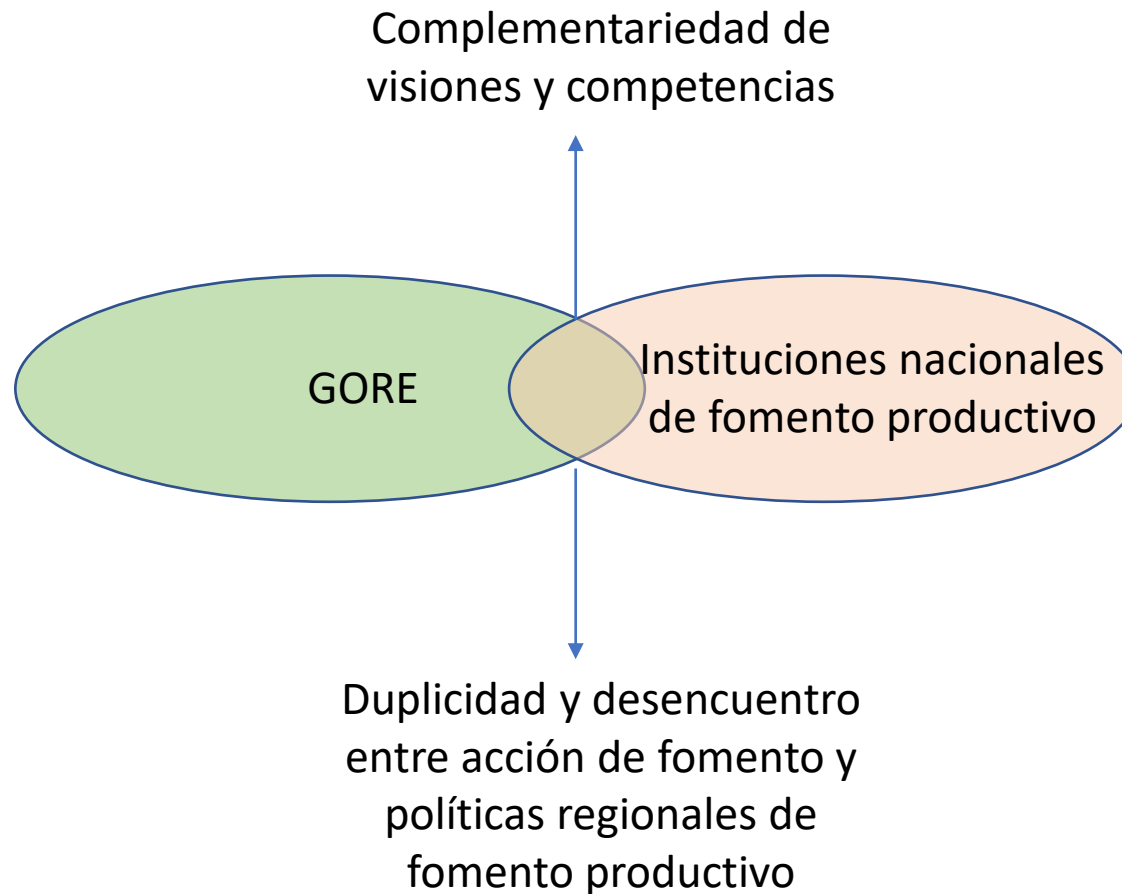 Complementariedad de
visiones y competencias
GORE
Instituciones nacionales
de fomento productivo
Duplicidad y desencuentro
entre acción de fomento y
políticas regionales de
fomento productivo